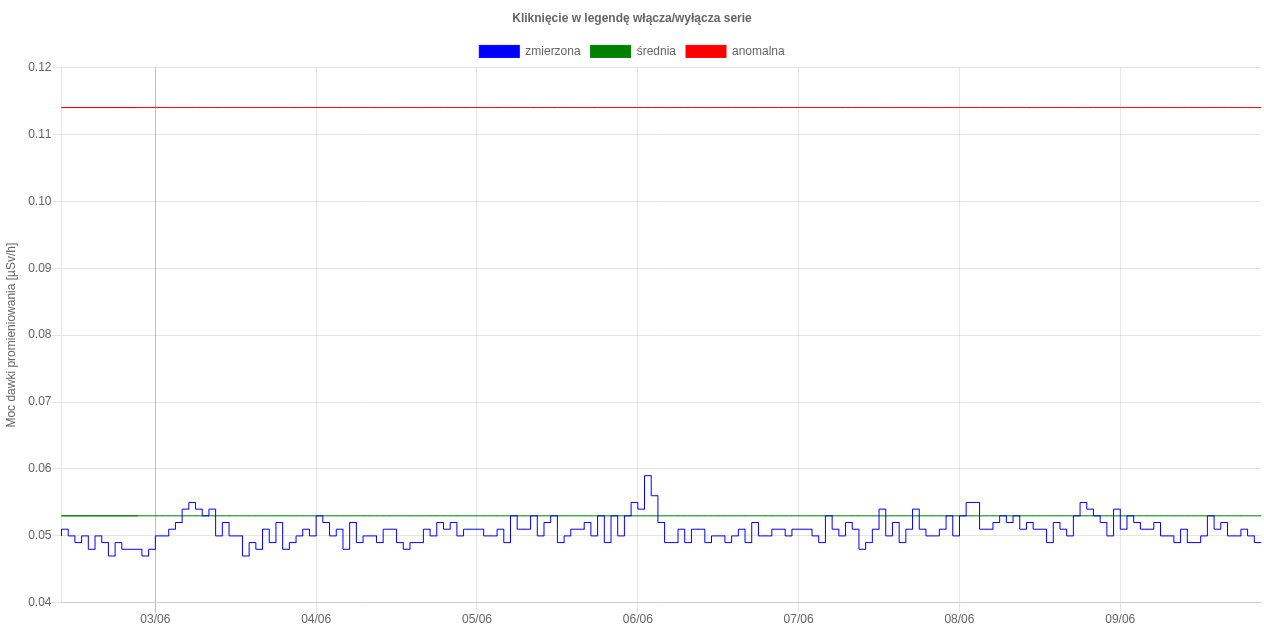 Kliknięcie w legendę włącza/wyłącza serie
zmierzona średnia anomalna
Moc dawki promieniowania [µSv/h]
0.12
0.11
0.10
0.09
0.08
0.07
0.06
0.05
0.04
03/06 04/06 05/06 06/06 07/06 08/06 09/06